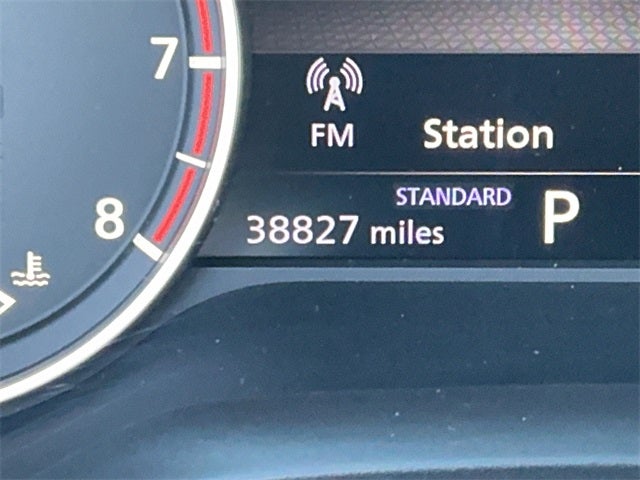 7
FM
Station
STANDARD
P
8
38827 miles